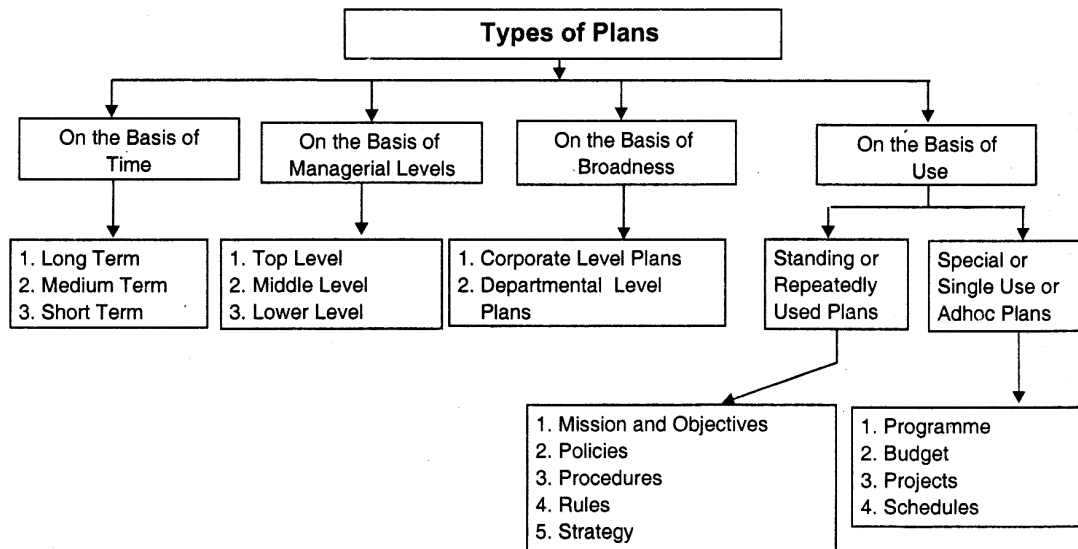 Types of Plans
On the Basis of
Time
On the Basis of
Managerial Levels
On the Basis of
Broadness
On the Basis of
Use
1. Long Term
2. Medium Term
3. Short Term
1. Top Level
2. Middle Level
3. Lower Level
1. Corporate Level Plans
2. Departmental Level
Plans
Standing or
Repeatedly
Used Plans
Special or
Single Use or
Adhoc Plans
1. Mission and Objectives
2. Policies
3. Procedures
4. Rules
5. Strategy
1. Programme
2. Budget
3. Projects
4. Schedules